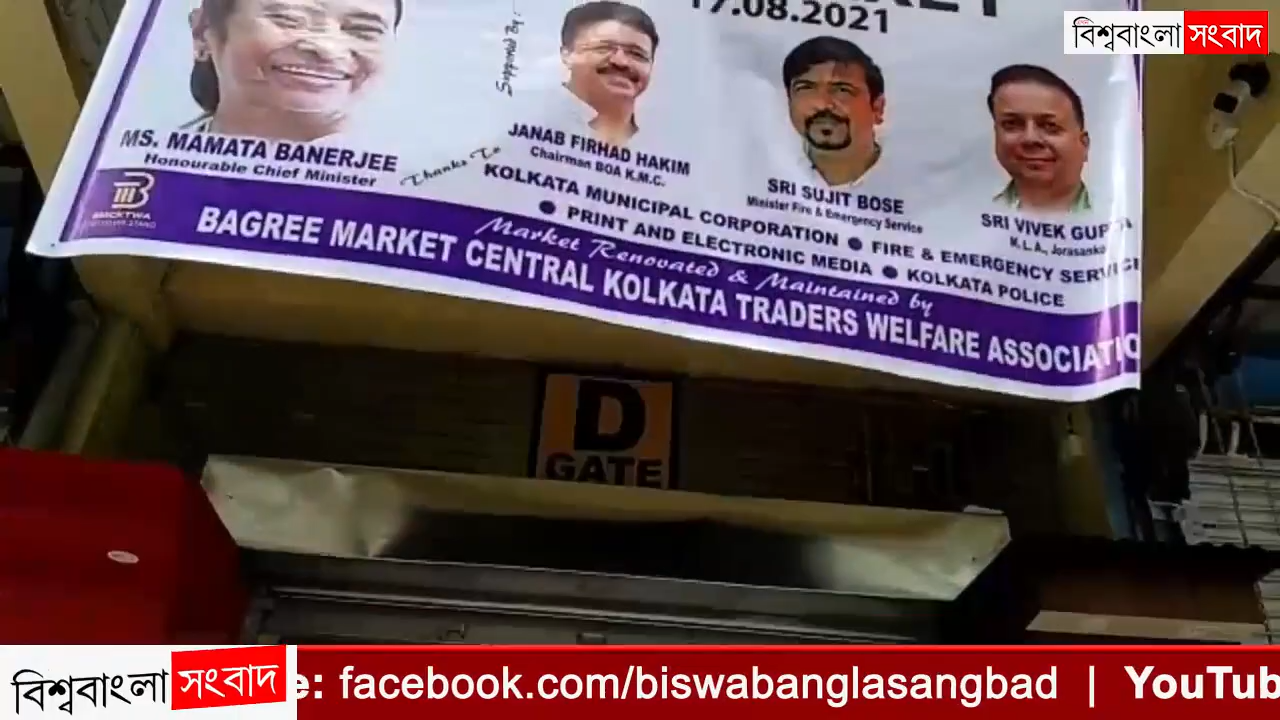 17.08.2021
বিশ্ববাংলা সংবাদ
Supported By:
MS. MAMATA BANERJEE
Honourable Chief Minister
JANAB FIRHAD HAKIM
Chairman BOA K.M.C.
SRI SUJIT BOSE
Minister Fire & Emergency Service
SRI VIVEK GUPTA
M.L.A., Jorasanko
Thanks To
KOLKATA MUNICIPAL CORPORATION ● FIRE & EMERGENCY SERVICE
● PRINT AND ELECTRONIC MEDIA ● KOLKATA POLICE
BMCKTWA
Market Renovated & Maintained by
BAGREE MARKET CENTRAL KOLKATA TRADERS WELFARE ASSOCIATIO
D
GATE
বিশ্ববাংলা সংবাদ
e: facebook.com/biswabanglasangbad | YouTub